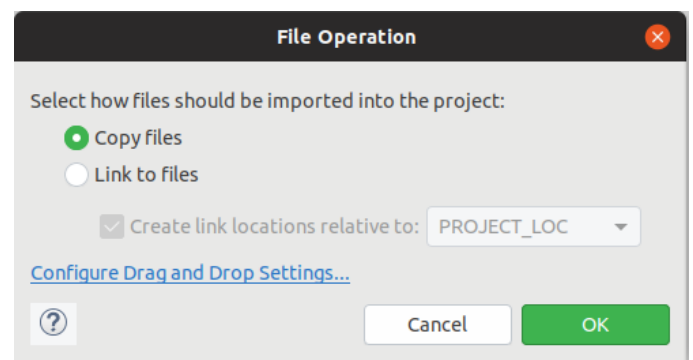 File Operation
Select how files should be imported into the project:
Copy files
Link to files
Create link locations relative to: PROJECT_LOC
Configure Drag and Drop Settings...
?
Cancel OK